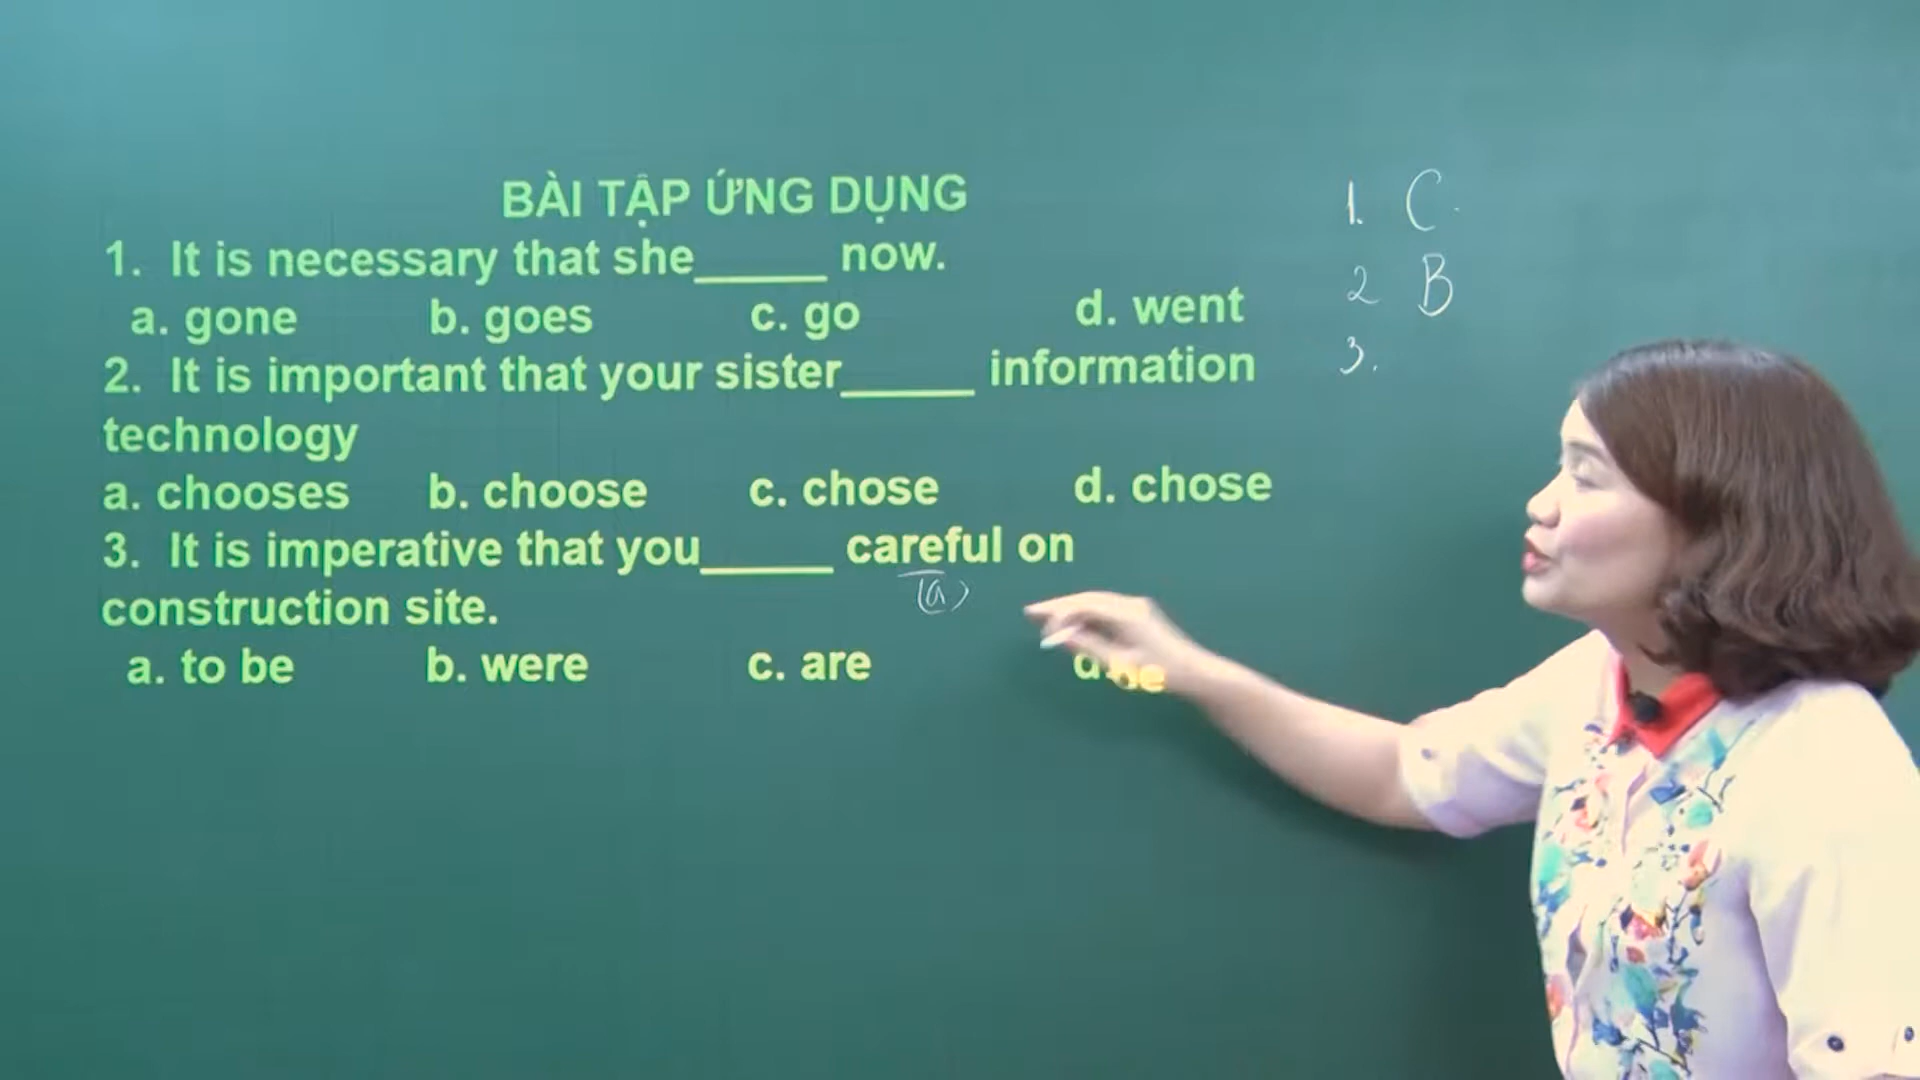 BÀI TẬP ỨNG DỤNG
1. It is necessary that she_____ now.
a. gone b. goes c. go d. went
2. It is important that your sister_____ information
technology
a. chooses b. choose c. chose d. chose
3. It is imperative that you_____ careful on
construction site.
a. to be b. were c. are d. be
(a)
1. C.
2 B
3.